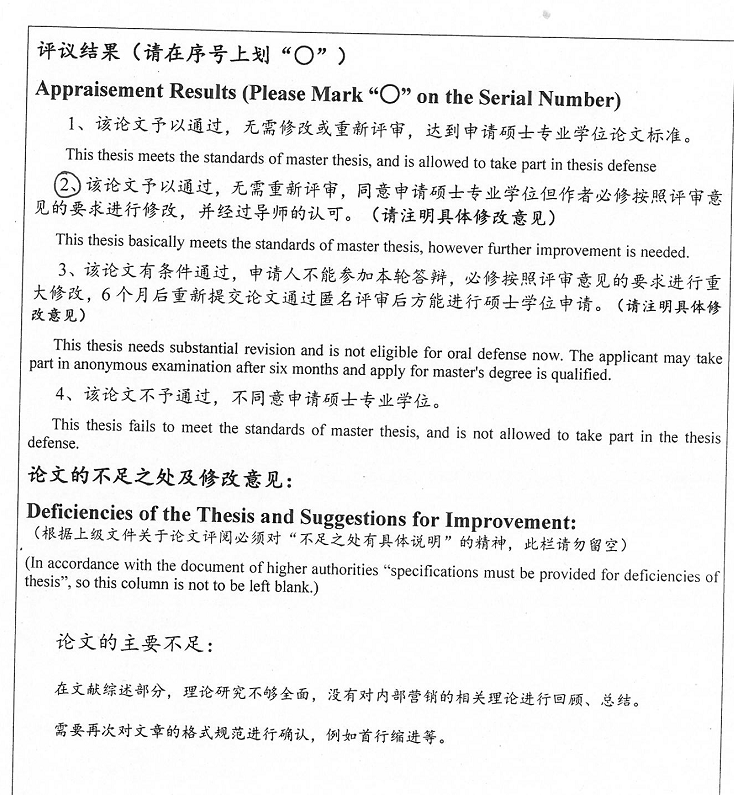 评议结果（请在序号上划“○”）
Appraisement Results (Please Mark “○” on the Serial Number)
1、该论文予以通过，无需修改或重新评审，达到申请硕士专业学位论文标准。
This thesis meets the standards of master thesis, and is allowed to take part in thesis defense
2、该论文予以通过，无需重新评审，同意申请硕士专业学位但作者必修按照评审意
见的要求进行修改，并经过导师的认可。（请注明具体修改意见）
This thesis basically meets the standards of master thesis, however further improvement is needed.
3、该论文有条件通过，申请人不能参加本轮答辩，必修按照评审意见的要求进行重
大修改，6个月后重新提交论文通过匿名评审后方能进行硕士学位申请。（请注明具体修
改意见）
This thesis needs substantial revision and is not eligible for oral defense now. The applicant may take
part in anonymous examination after six months and apply for master's degree is qualified.
4、该论文不予通过，不同意申请硕士专业学位。
This thesis fails to meet the standards of master thesis, and is not allowed to take part in the thesis
defense.
论文的不足之处及修改意见：
Deficiencies of the Thesis and Suggestions for Improvement:
（根据上级文件关于论文评阅必须对“不足之处有具体说明”的精神，此栏请勿留空）
(In accordance with the document of higher authorities “specifications must be provided for deficiencies of
thesis”, so this column is not to be left blank.)
论文的主要不足：
在文献综述部分，理论研究不够全面，没有对内部营销的相关理论进行回顾、总结。
需要再次对文章的格式规范进行确认，例如首行缩进等。